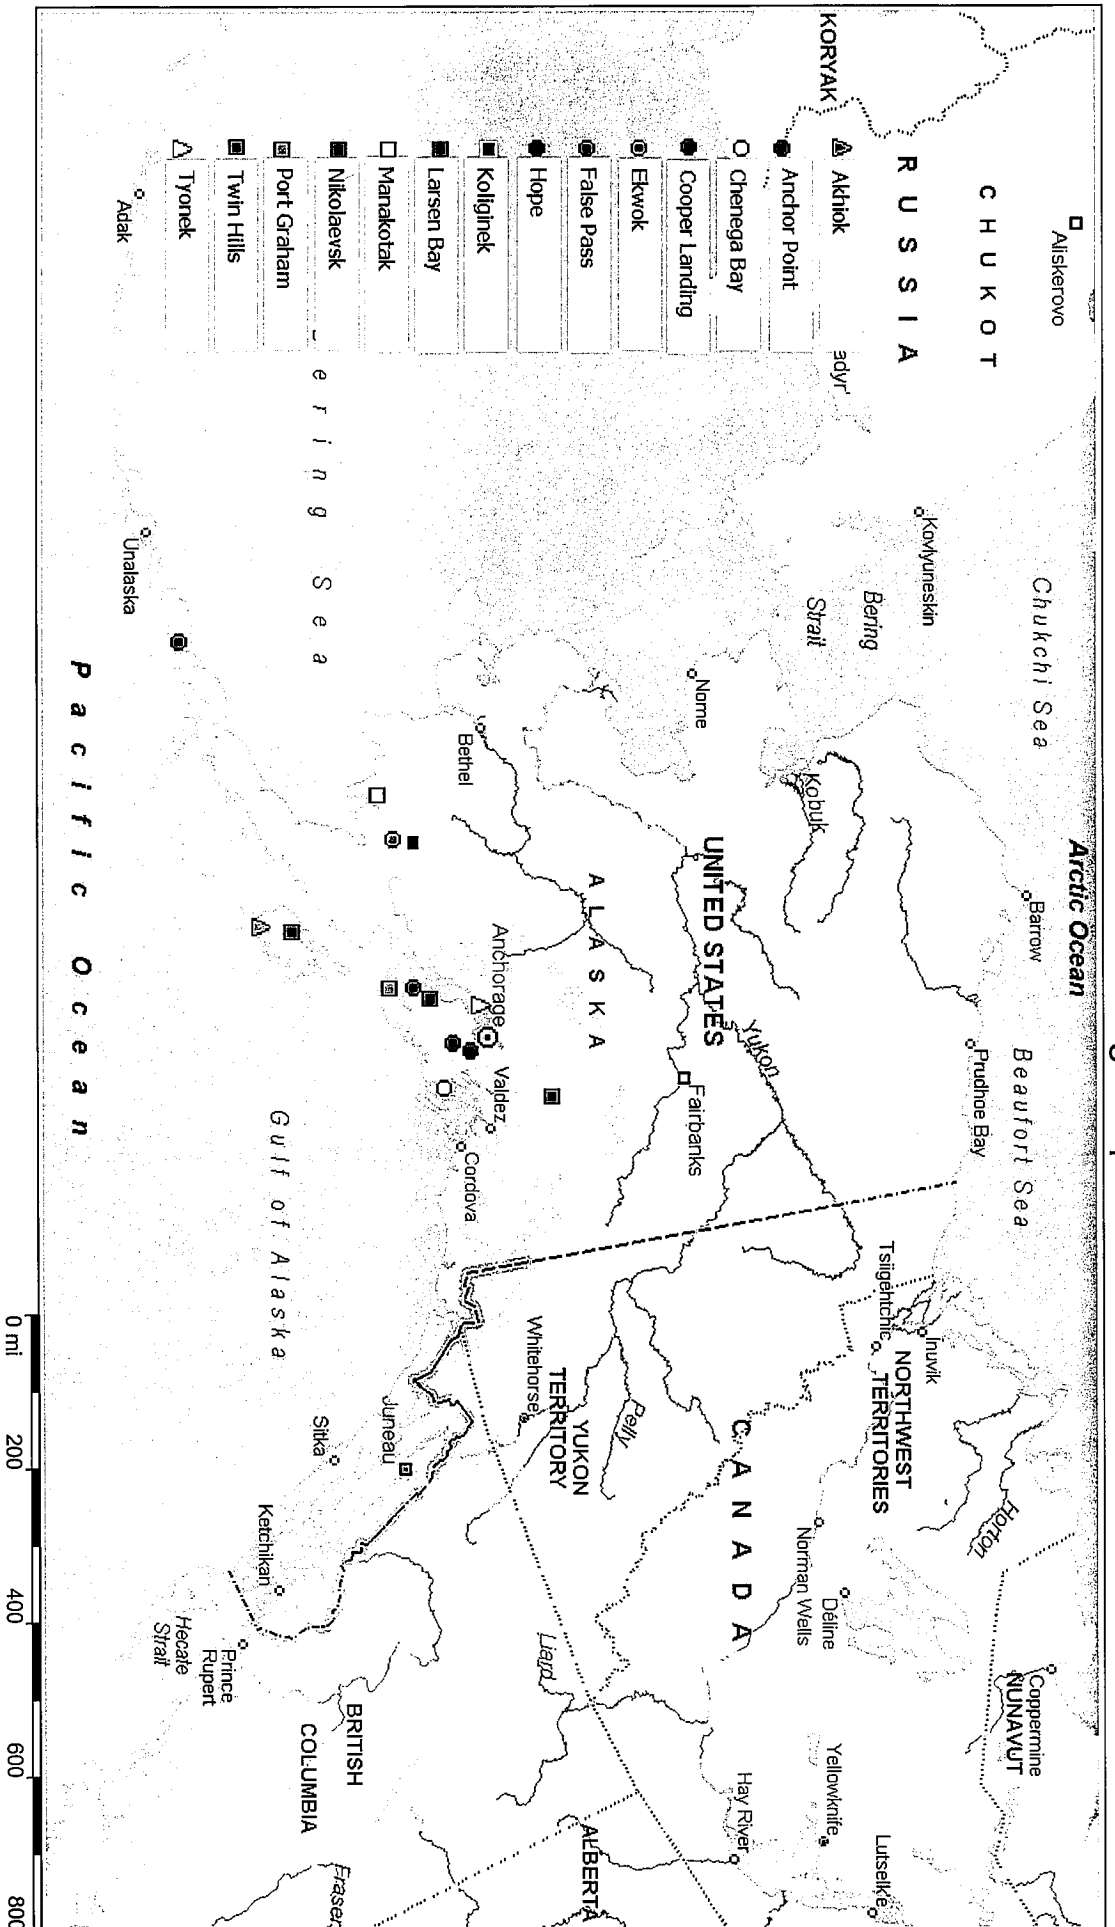 Arctic Ocean
Aliskerovo
Chukchi Sea
Barrow
Beaufort Sea
Prudhoe Bay
CHUKOT
RUSSIA
KORYAK
adyr'
Kovlyuneskin
Bering
Strait
Nome
Kobuk
UNITED STATES
Yukon
Fairbanks
ALASKA
Bethel
Anchorage
Valdez
Cordova
ering Sea
Unalaska
Adak
Pacific Ocean
Gulf of Alaska
Tsiigehtchic
Inuvik
NORTHWEST
TERRITORIES
Horton
Coppermine
NUNAVUT
Norman Wells
Déline
CANADA
Yellowknife
Lutselk'e
Hay River
Whitehorse
YUKON
TERRITORY
Pelly
Liard
Juneau
Sitka
Ketchikan
Prince
Rupert
Hecate
Strait
BRITISH
COLUMBIA
ALBERTA
Fraser
Akhiok
Anchor Point
Chenega Bay
Cooper Landing
Ekwok
False Pass
Hope
Koliginek
Larsen Bay
Manakotak
Nikolaevsk
Port Graham
Twin Hills
Tyonek
0 mi 200 400 600 800